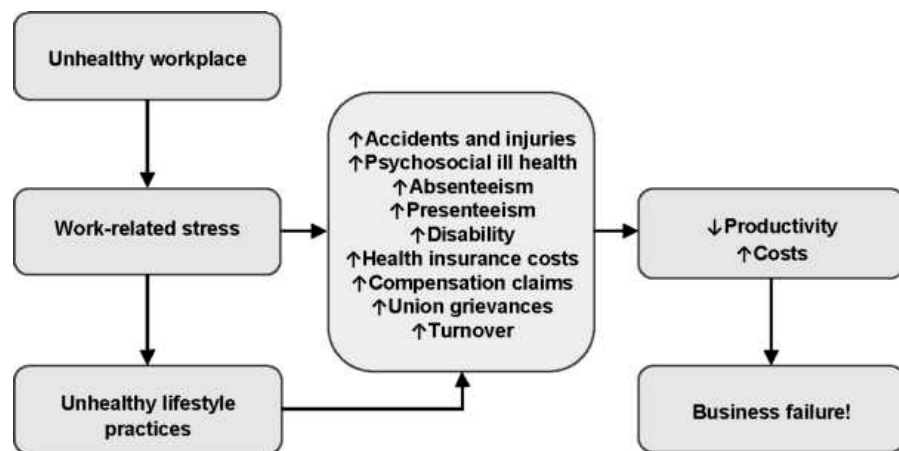 Unhealthy workplace
Work-related stress
Unhealthy lifestyle
practices
↑Accidents and injuries
↑Psychosocial ill health
↑Absenteeism
↑Presenteeism
↑Disability
↑Health insurance costs
↑Compensation claims
↑Union grievances
↑Turnover
↓Productivity
↑Costs
Business failure!